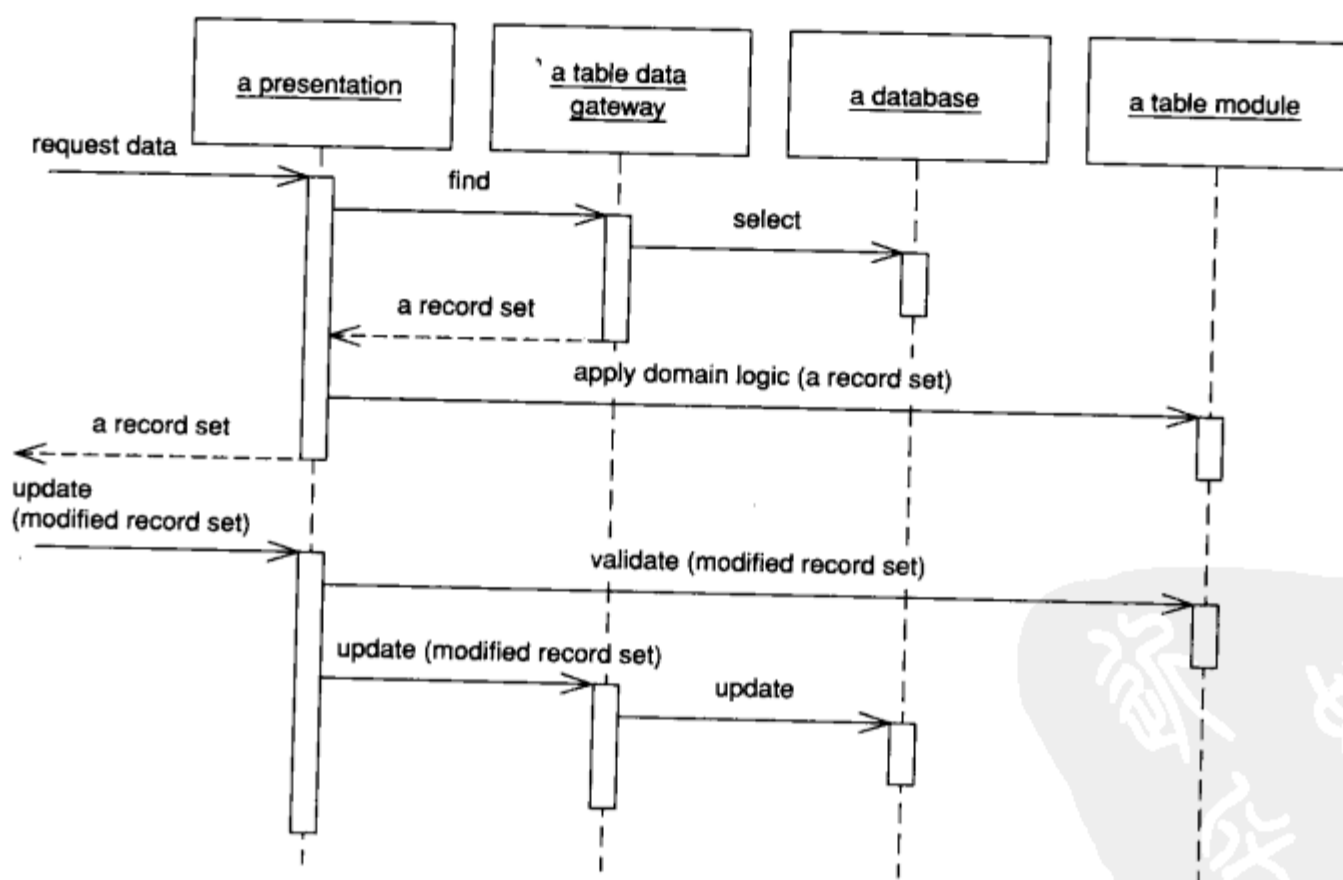 a presentation
a table data
gateway
a database
a table module
request data
find
select
a record set
apply domain logic (a record set)
a record set
update
(modified record set)
validate (modified record set)
update (modified record set)
update